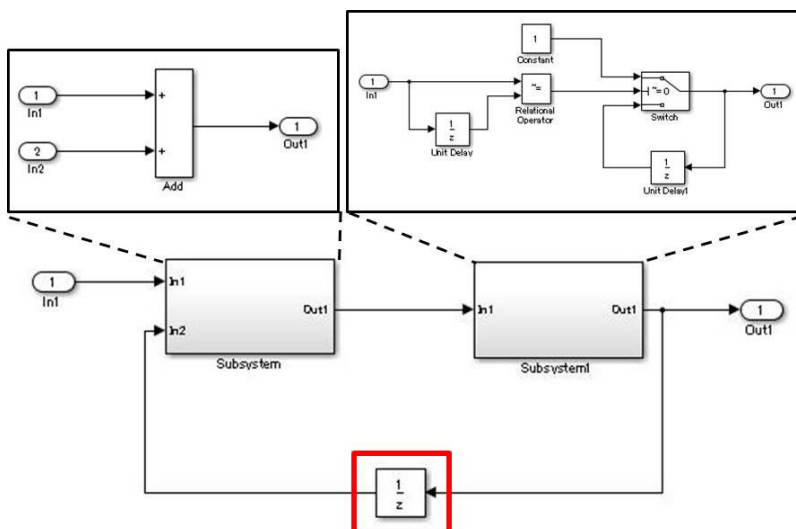 1
In1
2
In2
+
+
Add
1
Out1
1
In1
1
z
Unit Delay
1
Constant
~=
Relational
Operator
~= 0
Switch
1
z
Unit Delay1
1
Out1
1
In1
In1
In2
Out1
Subsystem
In1
Out1
Subsystem1
1
Out1
1
z